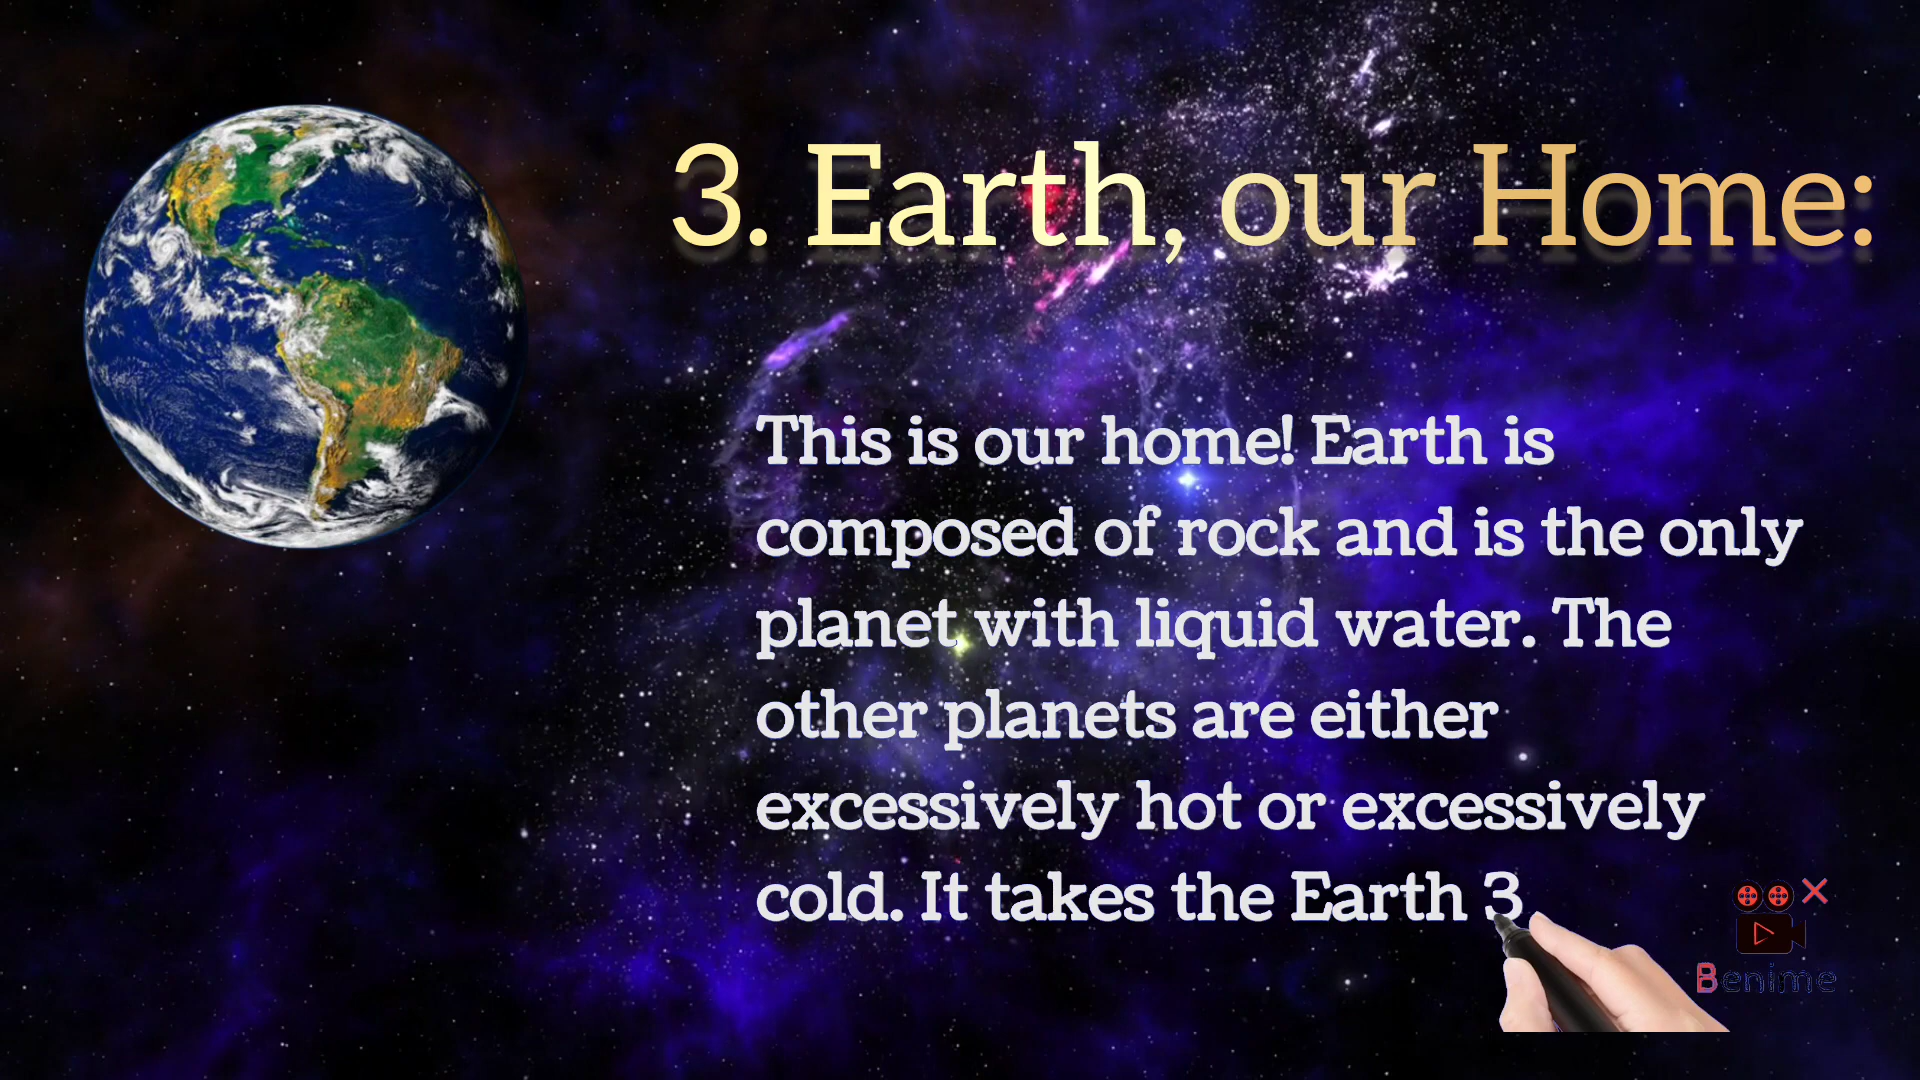 3. Earth, our Home:
This is our home! Earth is
composed of rock and is the only
planet with liquid water. The
other planets are either
excessively hot or excessively
cold. It takes the Earth 3
Benime